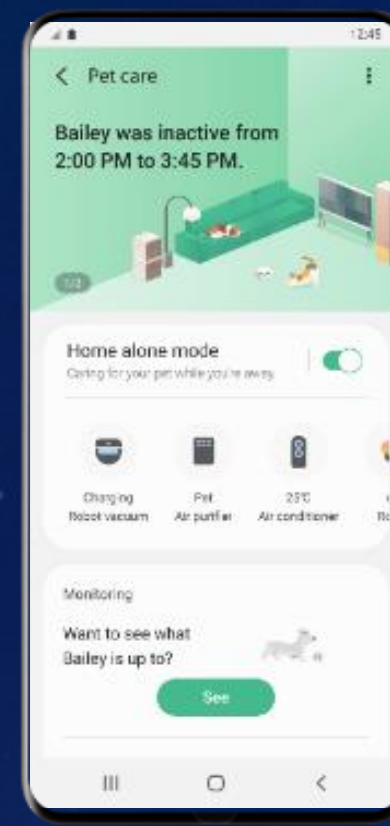 12:45
Pet care
Bailey was inactive from
2:00 PM to 3:45 PM.
1/2
Home alone mode
Caring for your pet while you're away.
Charging
Robot vacuum
Pet
Air purifier
25℃
Air conditioner
Monitoring
Want to see what
Bailey is up to?
See